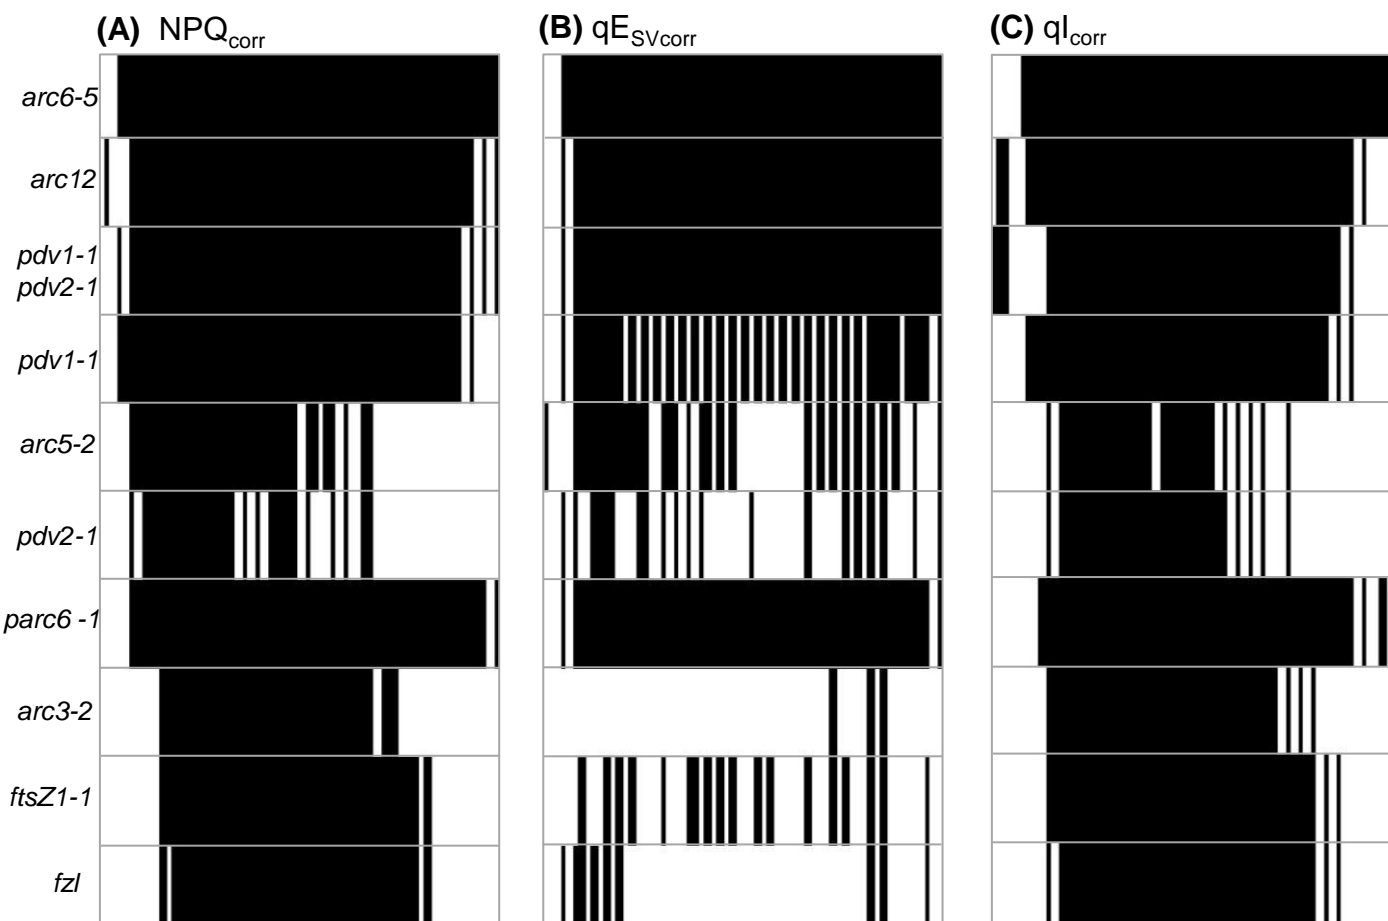 (A) NPQcorr
(B) qESVcorr
(C) qIcorr
arc6-5
arc12
pdv1-1
pdv2-1
pdv1-1
arc5-2
pdv2-1
parc6 -1
arc3-2
ftsZ1-1
fzl